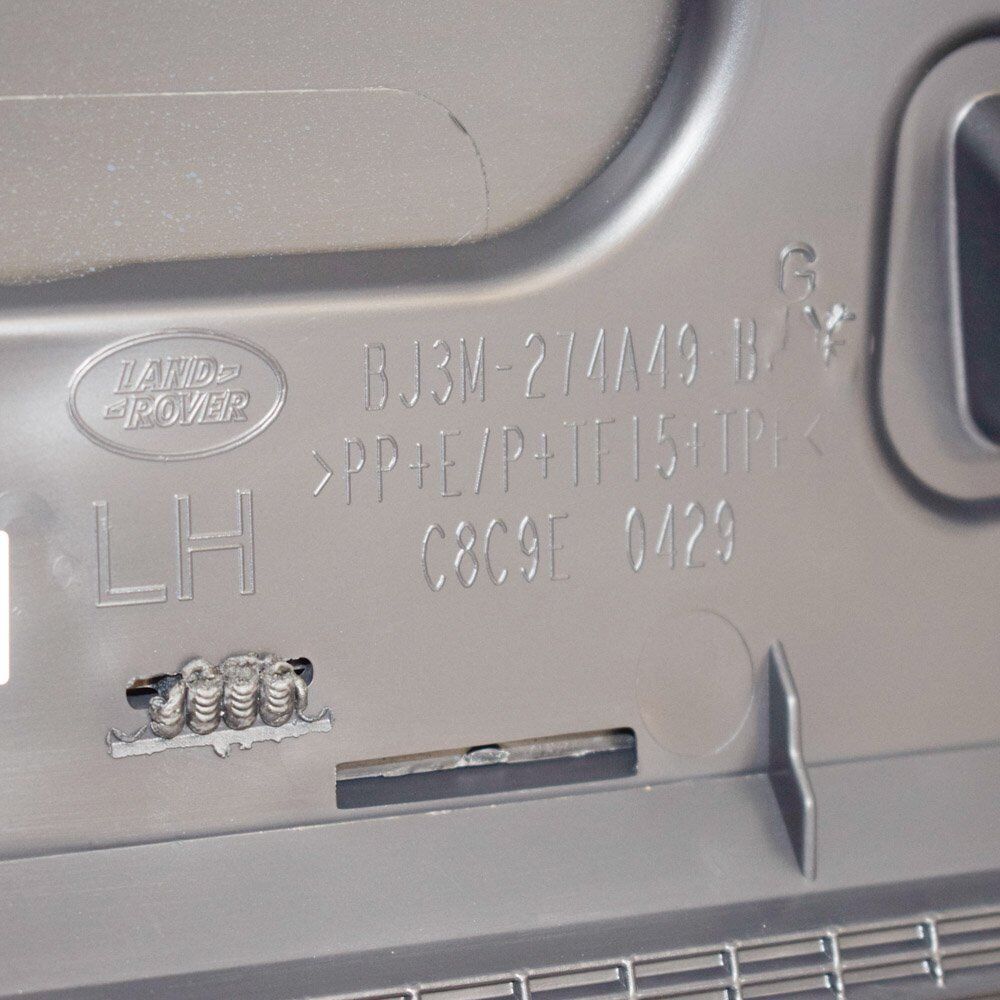 LAND-
-ROVER
G
BJ3M-274A49-B
>PP+E/P+TF15+TPE<
LH
C8C9E 0429